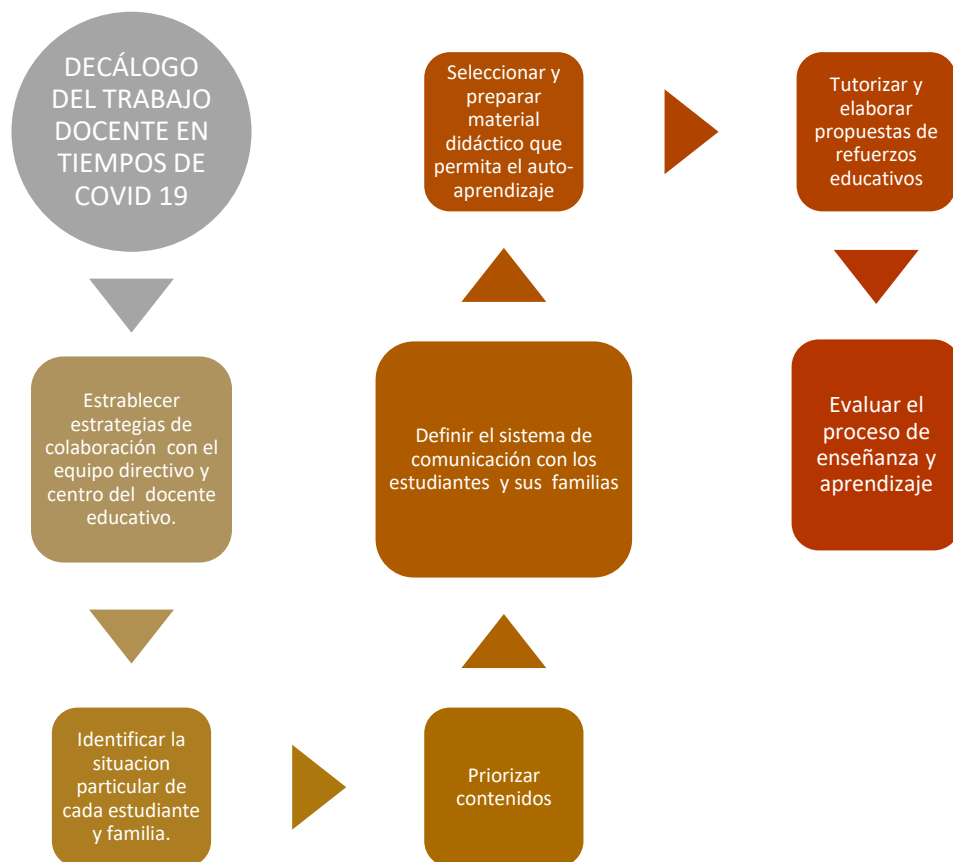 DECÁLOGO
DEL TRABAJO
DOCENTE EN
TIEMPOS DE
COVID 19
Estrablecer
estrategias de
colaboración con el
equipo directivo y
centro del docente
educativo.
Identificar la
situacion
particular de
cada estudiante
y familia.
Priorizar
contenidos
Definir el sistema de
comunicación con los
estudiantes y sus familias
Seleccionar y
preparar
material
didáctico que
permita el auto-
aprendizaje
Tutorizar y
elaborar
propuestas de
refuerzos
educativos
Evaluar el
proceso de
enseñanza y
aprendizaje